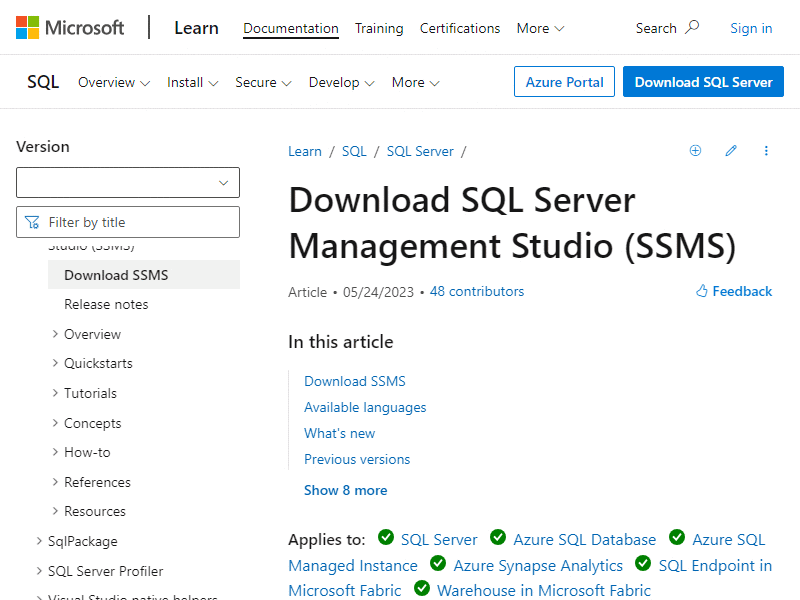 Microsoft
Learn
Documentation
Training
Certifications
More
Search
Sign in
SQL
Overview
Install
Secure
Develop
More
Azure Portal
Download SQL Server
Version
Filter by title
Studio (SSMS)
Download SSMS
Release notes
Overview
Quickstarts
Tutorials
Concepts
How-to
References
Resources
SqlPackage
SQL Server Profiler
Visual Studio native helpers
Learn / SQL / SQL Server /
Download SQL Server
Management Studio (SSMS)
Article • 05/24/2023 • 48 contributors
Feedback
In this article
Download SSMS
Available languages
What's new
Previous versions
Show 8 more
Applies to: SQL Server Azure SQL Database Azure SQL
Managed Instance Azure Synapse Analytics SQL Endpoint in
Microsoft Fabric Warehouse in Microsoft Fabric